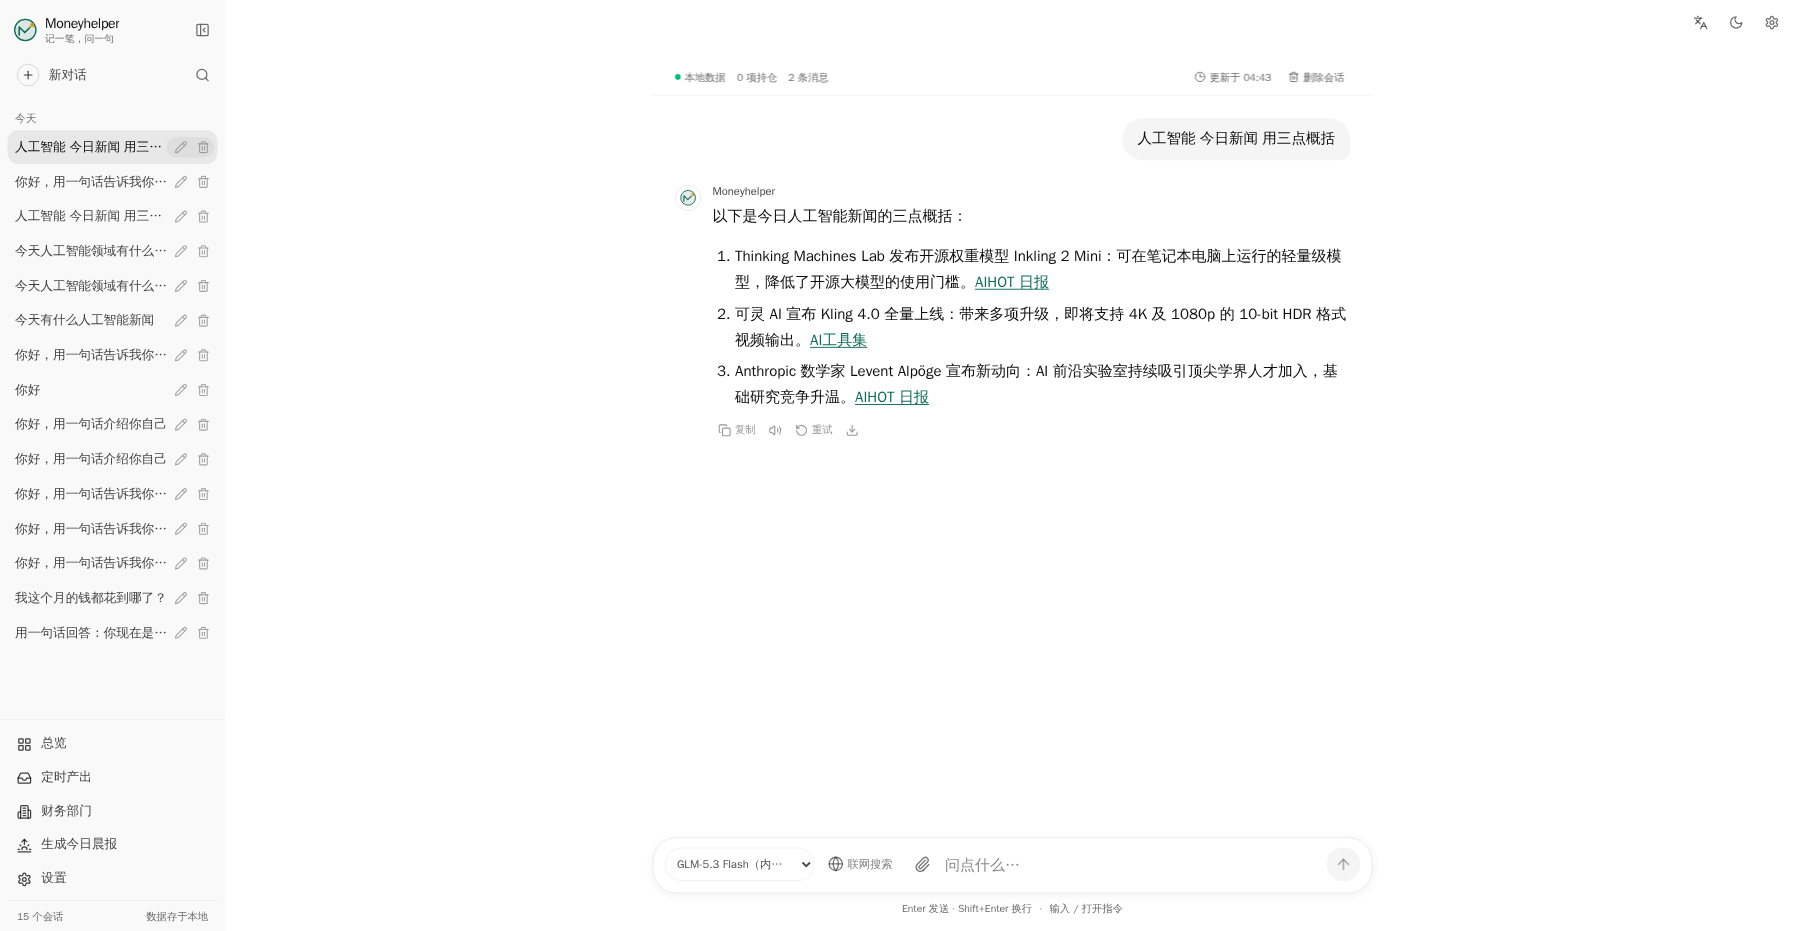 Moneyhelper
记一笔，问一句
新对话
今天
人工智能 今日新闻 用三…
你好，用一句话告诉我你…
人工智能 今日新闻 用三…
今天人工智能领域有什么…
今天人工智能领域有什么…
今天有什么人工智能新闻
你好，用一句话告诉我你…
你好
你好，用一句话介绍你自己
你好，用一句话介绍你自己
你好，用一句话告诉我你…
你好，用一句话告诉我你…
你好，用一句话告诉我你…
我这个月的钱都花到哪了？
用一句话回答：你现在是…
总览
定时产出
财务部门
生成今日晨报
设置
15 个会话 数据存于本地
本地数据 0 项持仓 2 条消息 更新于 04:43 删除会话
人工智能 今日新闻 用三点概括
Moneyhelper
以下是今日人工智能新闻的三点概括：
1. Thinking Machines Lab 发布开源权重模型 Inkling 2 Mini：可在笔记本电脑上运行的轻量级模
型，降低了开源大模型的使用门槛。AIHOT 日报
2. 可灵 AI 宣布 Kling 4.0 全量上线：带来多项升级，即将支持 4K 及 1080p 的 10-bit HDR 格式
视频输出。AI工具集
3. Anthropic 数学家 Levent Alpöge 宣布新动向：AI 前沿实验室持续吸引顶尖学界人才加入，基
础研究竞争升温。AIHOT 日报
复制 重试
GLM-5.3 Flash（内… 联网搜索 问点什么…
Enter 发送 · Shift+Enter 换行 · 输入 / 打开指令